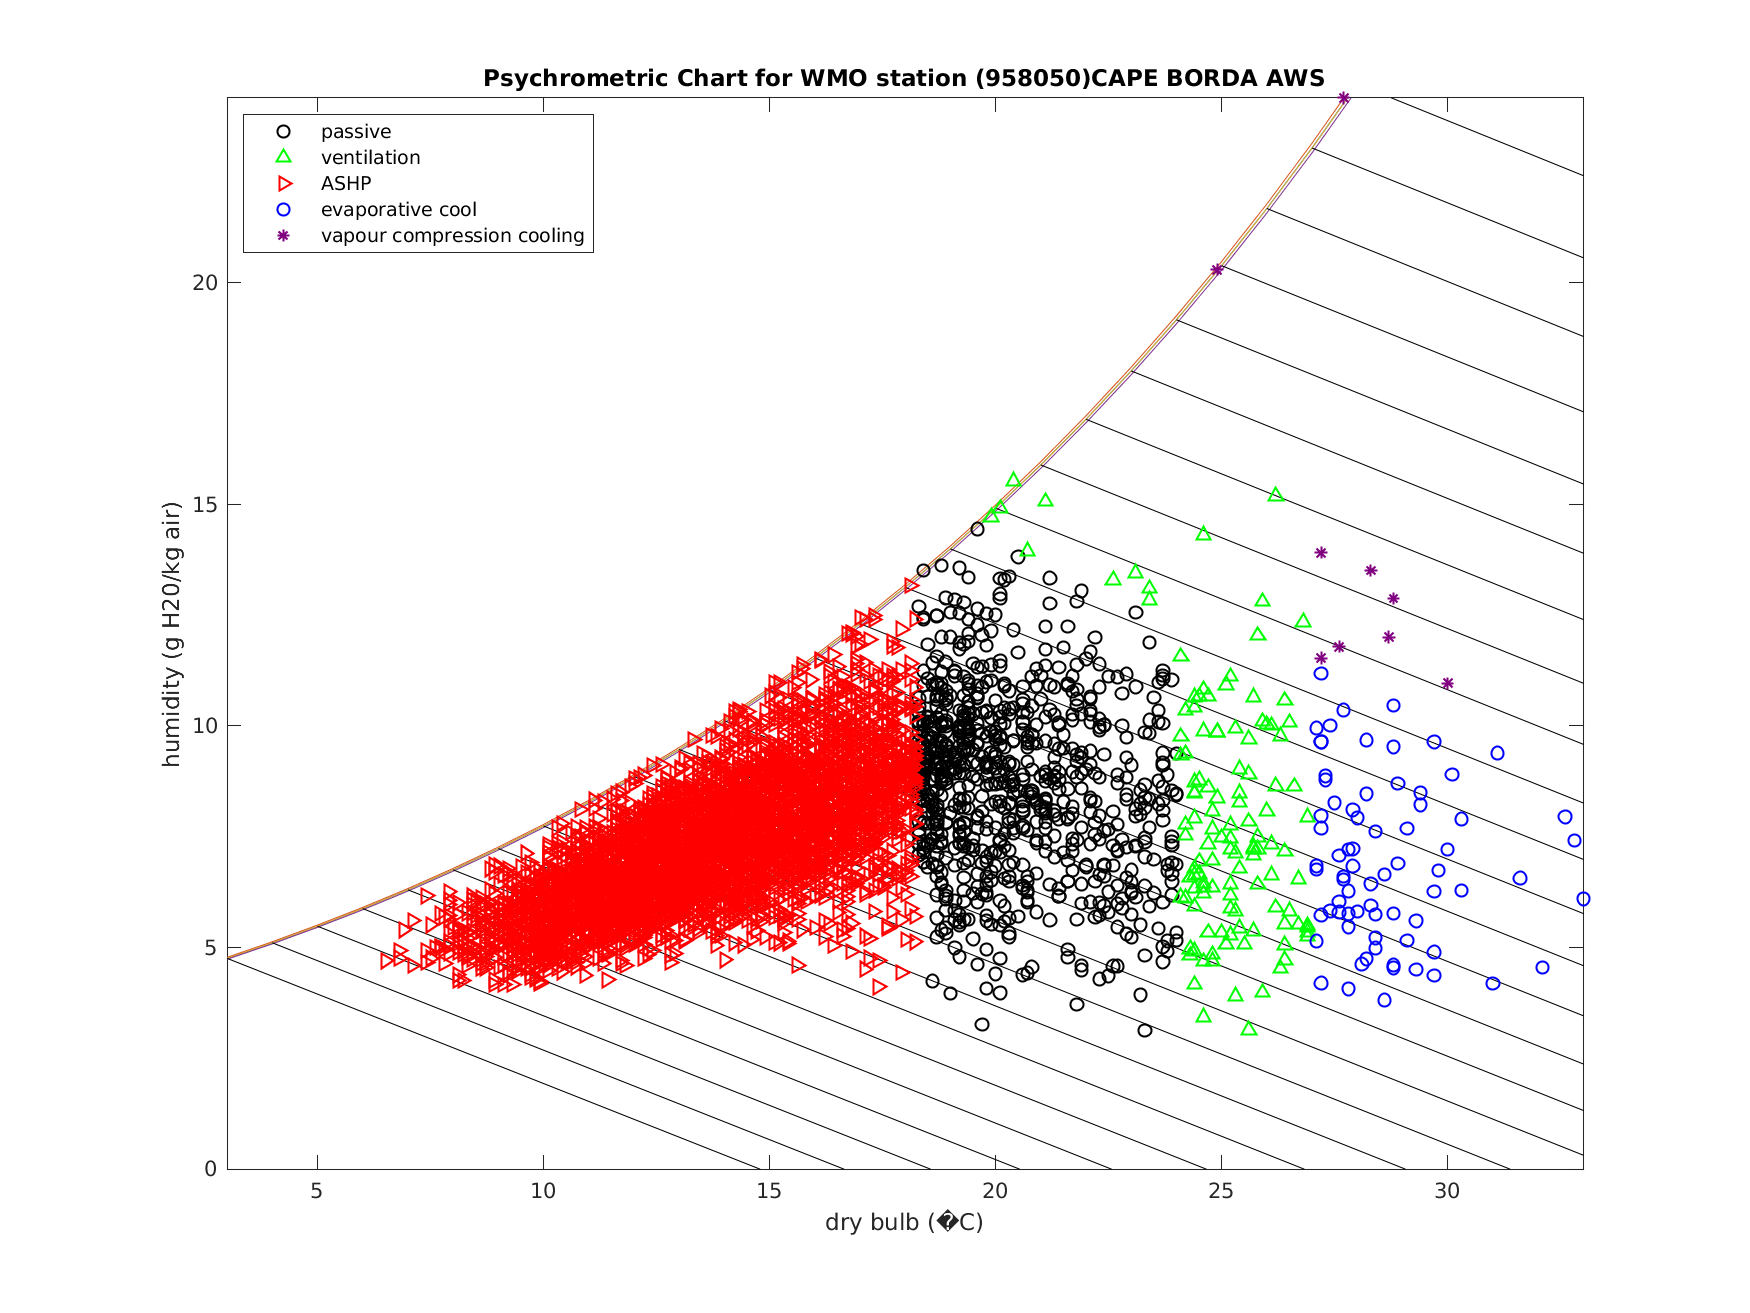 Psychrometric Chart for WMO station (958050)CAPE BORDA AWS
passive
ventilation
ASHP
evaporative cool
vapour compression cooling
humidity (g H20/kg air)
20
15
10
5
0
5 10 15 20 25 30
dry bulb (�C)